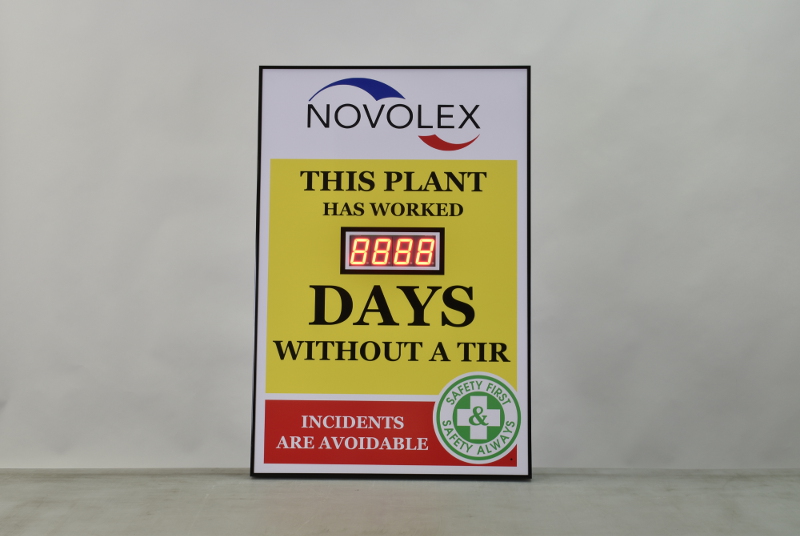 NOVOLEX
THIS PLANT
HAS WORKED
8888
DAYS
WITHOUT A TIR
INCIDENTS
ARE AVOIDABLE
SAFETY FIRST
&
SAFETY ALWAYS